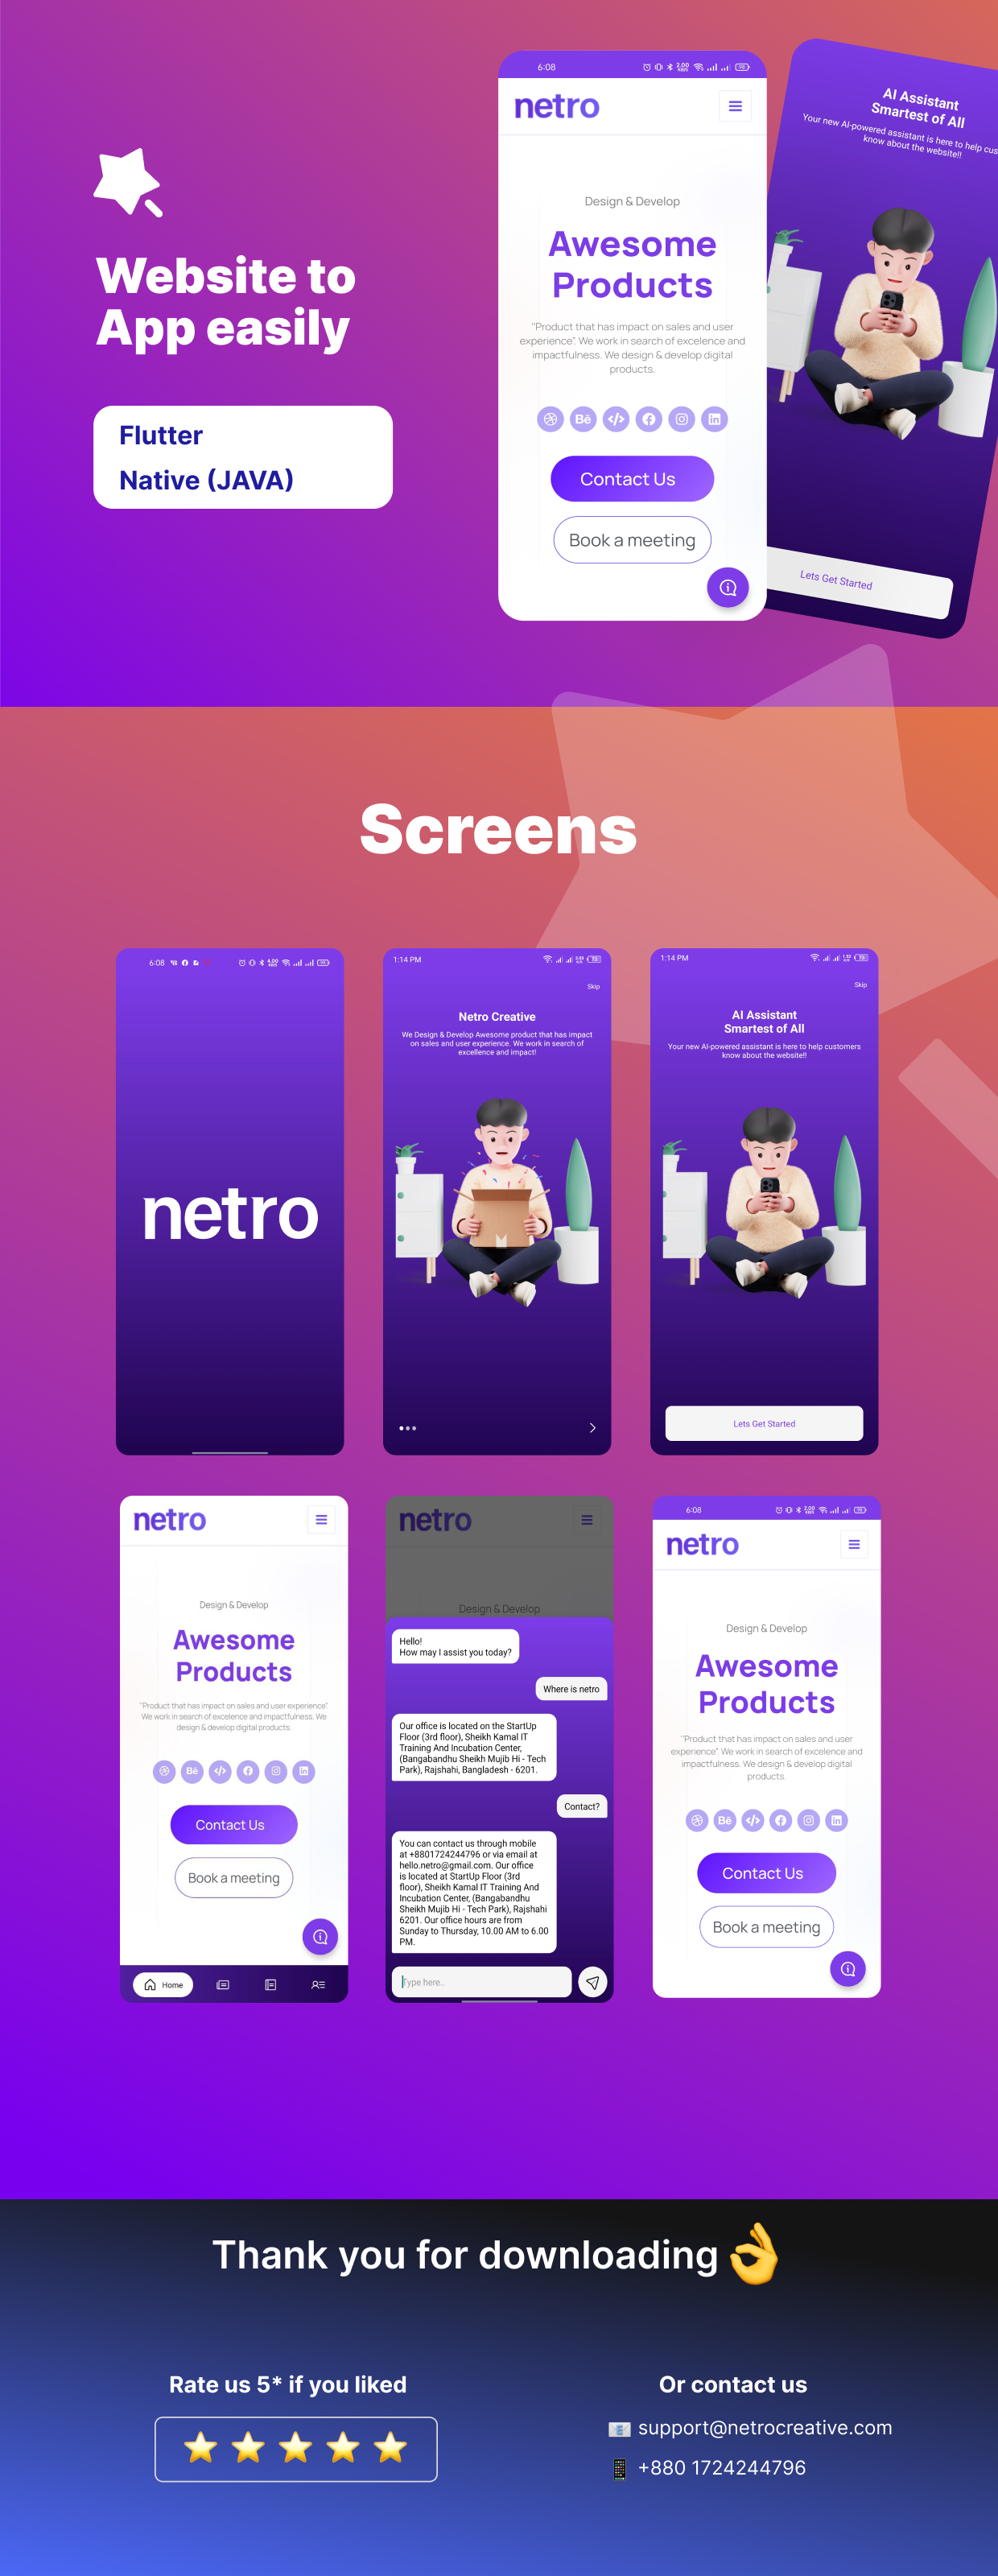 Website to
App easily
Flutter
Native (JAVA)
6:08
netro
Design & Develop
Awesome
Products
"Product that has impact on sales and user
experience". We work in search of excelence and
impactfulness. We design & develop digital
products.
Contact Us
Book a meeting
AI Assistant
Smartest of All
Your new AI-powered assistant is here to help cus
know about the website!!
Lets Get Started
Screens
6:08
netro
1:14 PM
Skip
Netro Creative
We Design & Develop Awesome product that has impact
on sales and user experience. We work in search of
excellence and impact!
1:14 PM
Skip
AI Assistant
Smartest of All
Your new AI-powered assistant is here to help customers
know about the website!!
Lets Get Started
netro
Design & Develop
Awesome
Products
"Product that has impact on sales and user experience".
We work in search of excelence and impactfulness. We
design & develop digital products.
Contact Us
Book a meeting
Home
netro
Design & Develop
Hello!
How may I assist you today?
Where is netro
Our office is located on the StartUp
Floor (3rd floor), Sheikh Kamal IT
Training And Incubation Center,
(Bangabandhu Sheikh Mujib Hi - Tech
Park), Rajshahi, Bangladesh - 6201.
Contact?
You can contact us through mobile
at +8801724244796 or via email at
hello.netro@gmail.com. Our office
is located at StartUp Floor (3rd
floor), Sheikh Kamal IT Training And
Incubation Center, (Bangabandhu
Sheikh Mujib Hi - Tech Park), Rajshahi
6201. Our office hours are from
Sunday to Thursday, 10.00 AM to 6.00
PM.
Type here..
6:08
netro
Design & Develop
Awesome
Products
"Product that has impact on sales and user
experience". We work in search of excelence and
impactfulness. We design & develop digital
products.
Contact Us
Book a meeting
Thank you for downloading 👌
Rate us 5* if you liked
Or contact us
support@netrocreative.com
+880 1724244796